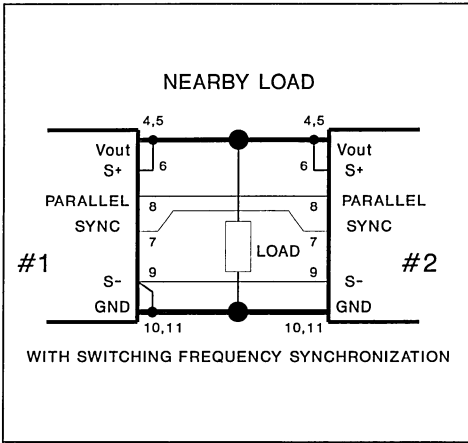 NEARBY LOAD
4,5 4,5
Vout Vout
S+ 6 6 S+
PARALLEL 8 8 PARALLEL
SYNC 7 7 SYNC
#1 LOAD #2
S- 9 9 S-
GND GND
10,11 10,11
WITH SWITCHING FREQUENCY SYNCHRONIZATION